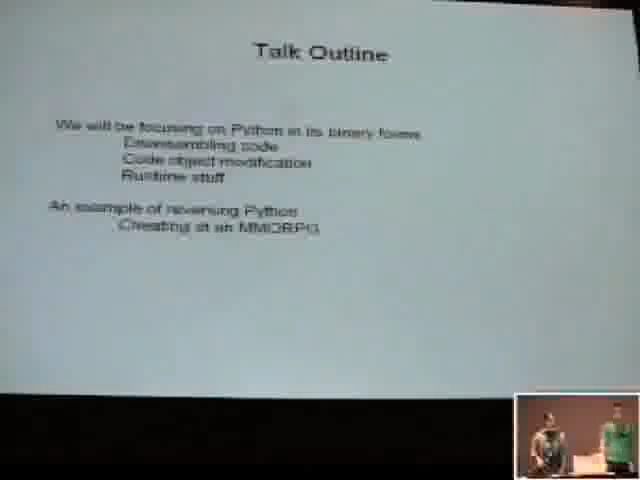 Talk Outline
We will be focusing on Python in its binary forms
Disassembling code
Code object modification
Runtime stuff
An example of reversing Python
Cheating at an MMORPG